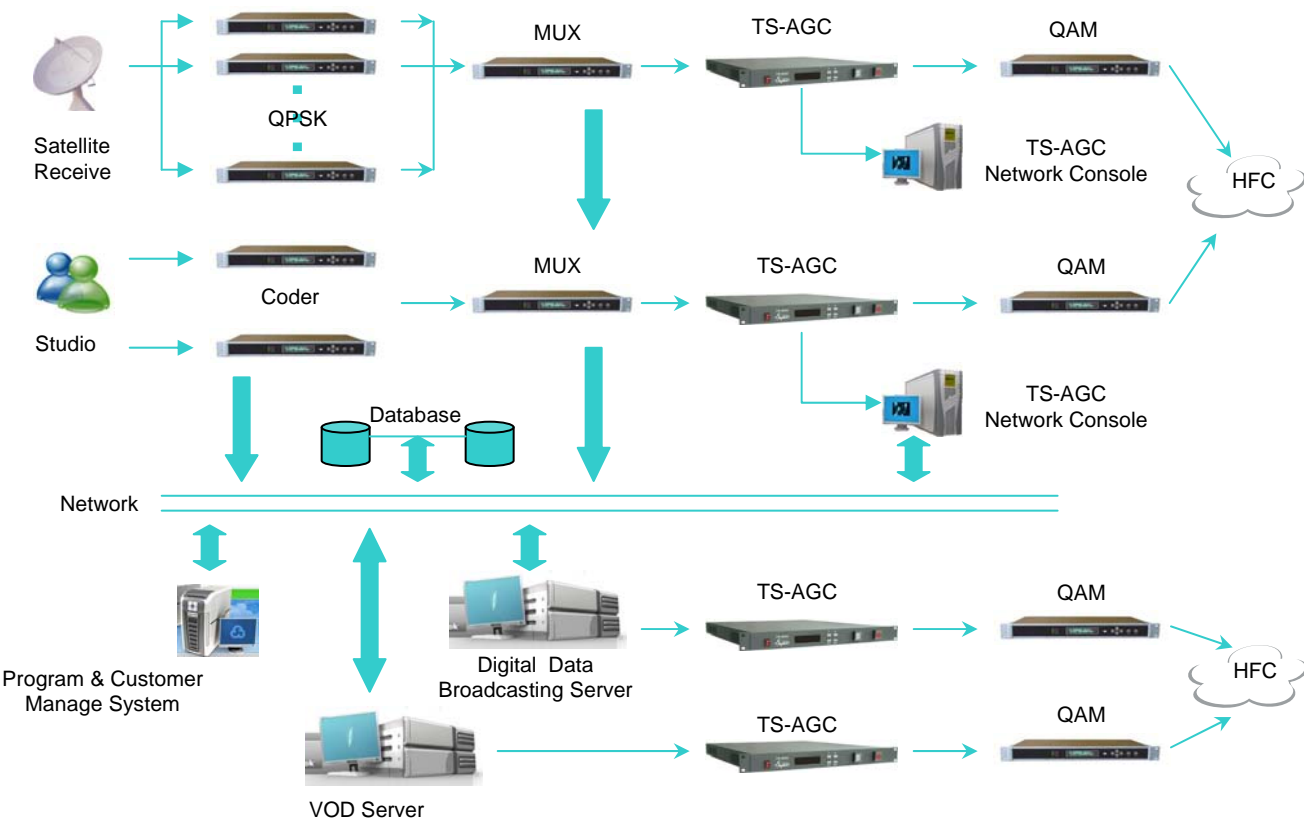 MUX
TS-AGC
QAM
QPSK
Satellite
Receive
TS-AGC
Network Console
HFC
MUX
TS-AGC
QAM
Coder
Studio
TS-AGC
Network Console
Database
Network
TS-AGC
QAM
Program & Customer
Manage System
Digital Data
Broadcasting Server
HFC
TS-AGC
QAM
VOD Server